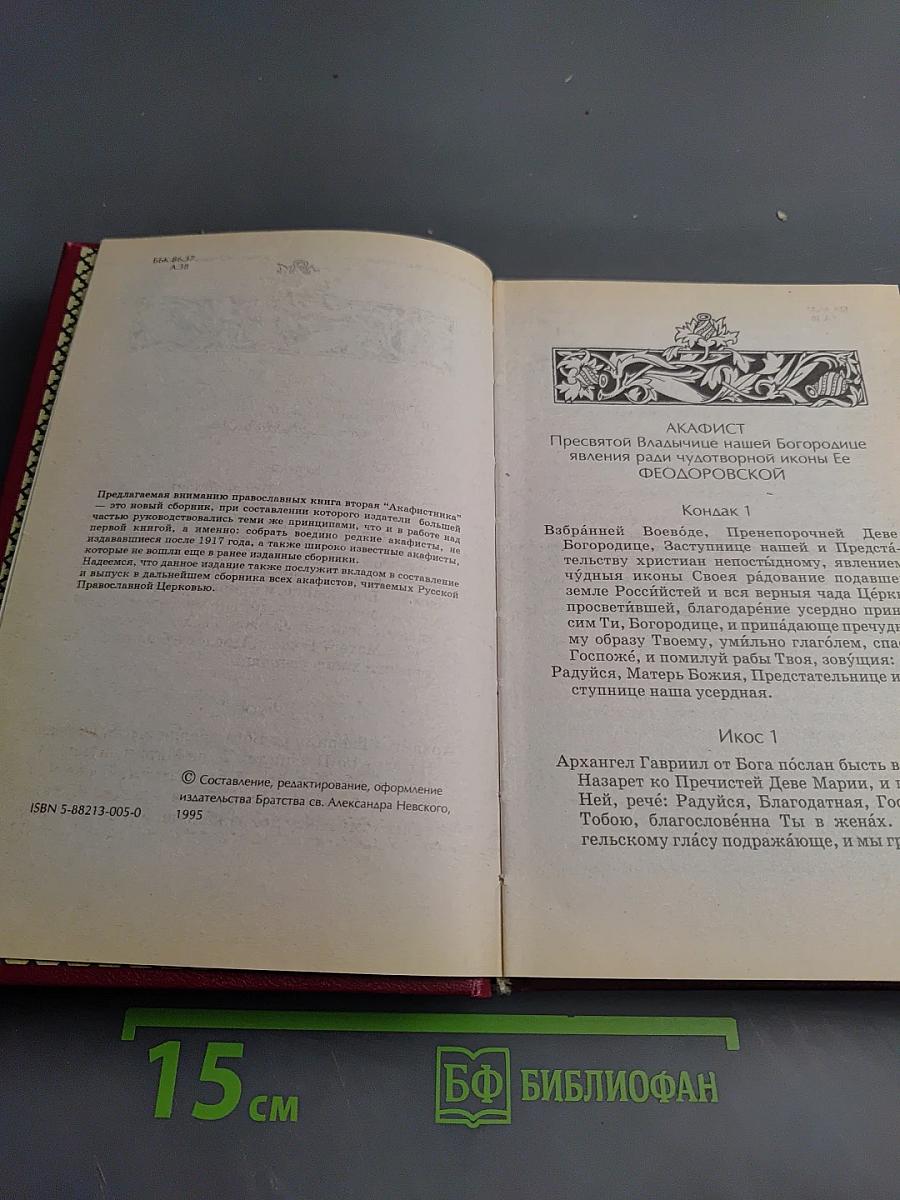 ББК 86.37
А 38
Предлагаемая вниманию православных книга вторая "Акафистника"
— это новый сборник, при составлении которого издатели большей
частью руководствовались теми же принципами, что и в работе над
первой книгой, а именно: собрать воедино редкие акафисты, не
издававшиеся после 1917 года, а также широко известные акафисты,
которые не вошли еще в ранее изданные сборники.
Надеемся, что данное издание также послужит вкладом в составление
и выпуск в дальнейшем сборника всех акафистов, читаемых Русской
Православной Церковью.
© Составление, редактирование, оформление
издательства Братства св. Александра Невского,
1995
ISBN 5-88213-005-0
АКАФИСТ
Пресвятой Владычице нашей Богородице
явления ради чудотворной иконы Ее
ФЕОДОРОВСКОЙ
Кондак 1
Взбра́нней Воево́де, Пренепорочней Деве
Богородице, Заступнице нашей и Предста́-
тельству христиан непосты́дному, явлением
чу́дныя иконы Своея ра́дование подавшей
земле Росси́йстей и вся верныя чада Це́ркв
просвети́вшей, благодаре́ние усердно прино
сим Ти, Богородице, и припа́дающе пречудн
му образу Твоему, уми́льно глаго́лем, спас
Госпоже́, и помилуй рабы Твоя, зову́щия:
Радуйся, Матерь Божия, Предстательнице и
ступнице наша усердная.
Икос 1
Архангел Гавриил от Бога по́слан бысть в
Назарет ко Пречистей Деве Марии, и п
Ней, рече́: Радуйся, Благодатная, Гос
Тобою, благослове́нна Ты в жена́х.
гельскому гла́су подража́юще, и мы гр
15 см
БФ БИБЛИОФАН